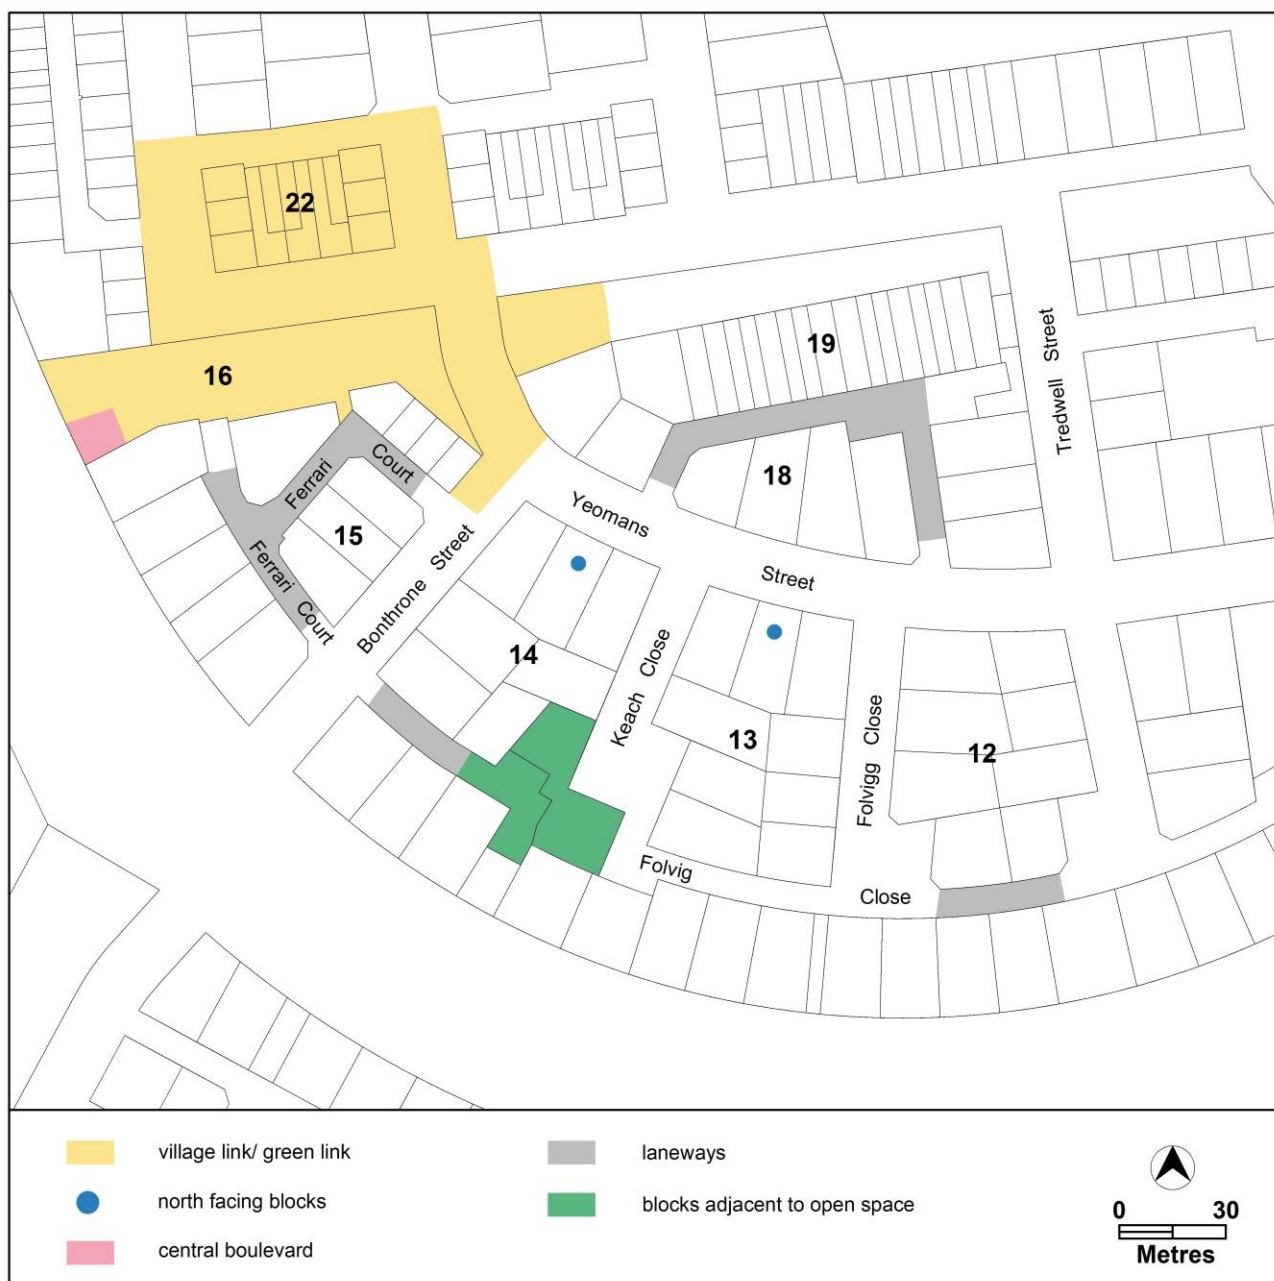 22
16
19
Tredwell Street
18
Ferrari Court
15
Ferrari Court
Bonthrone Street
Yeomans
Street
14
Keach Close
13
Folvigg Close
12
Folvig
Close
village link/ green link
north facing blocks
central boulevard
laneways
blocks adjacent to open space
0 30
Metres